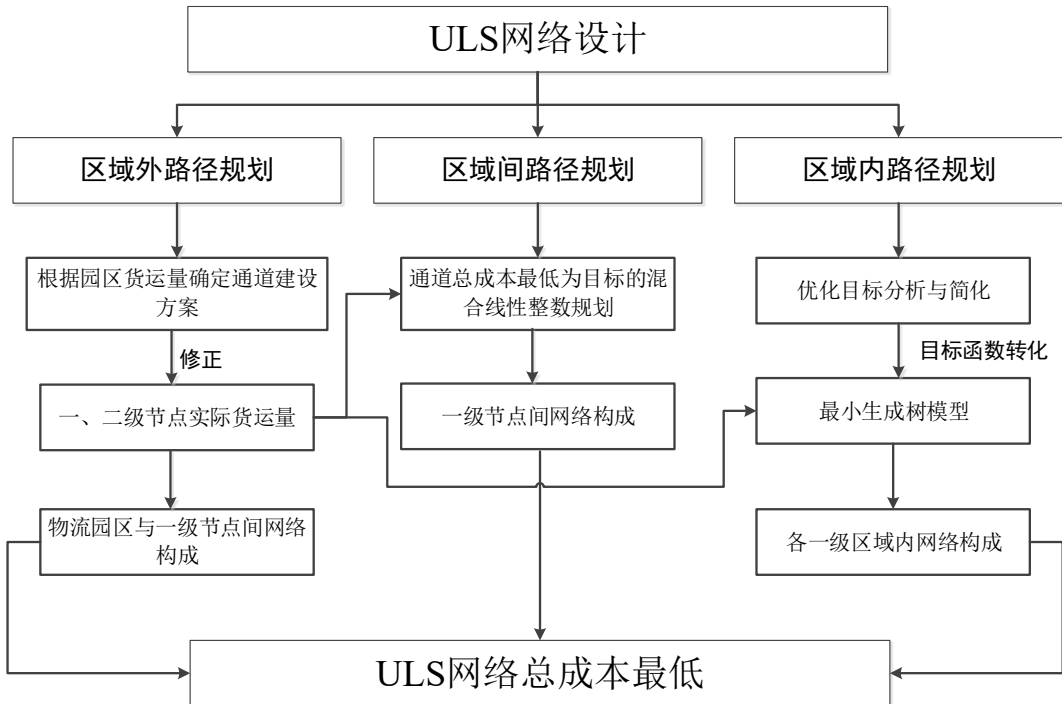 ULS网络设计
区域外路径规划
区域间路径规划
区域内路径规划
根据园区货运量确定通道建设
方案
通道总成本最低为目标的混
合线性整数规划
优化目标分析与简化
修正
目标函数转化
一、二级节点实际货运量
一级节点间网络构成
最小生成树模型
物流园区与一级节点间网络
构成
各一级区域内网络构成
ULS网络总成本最低